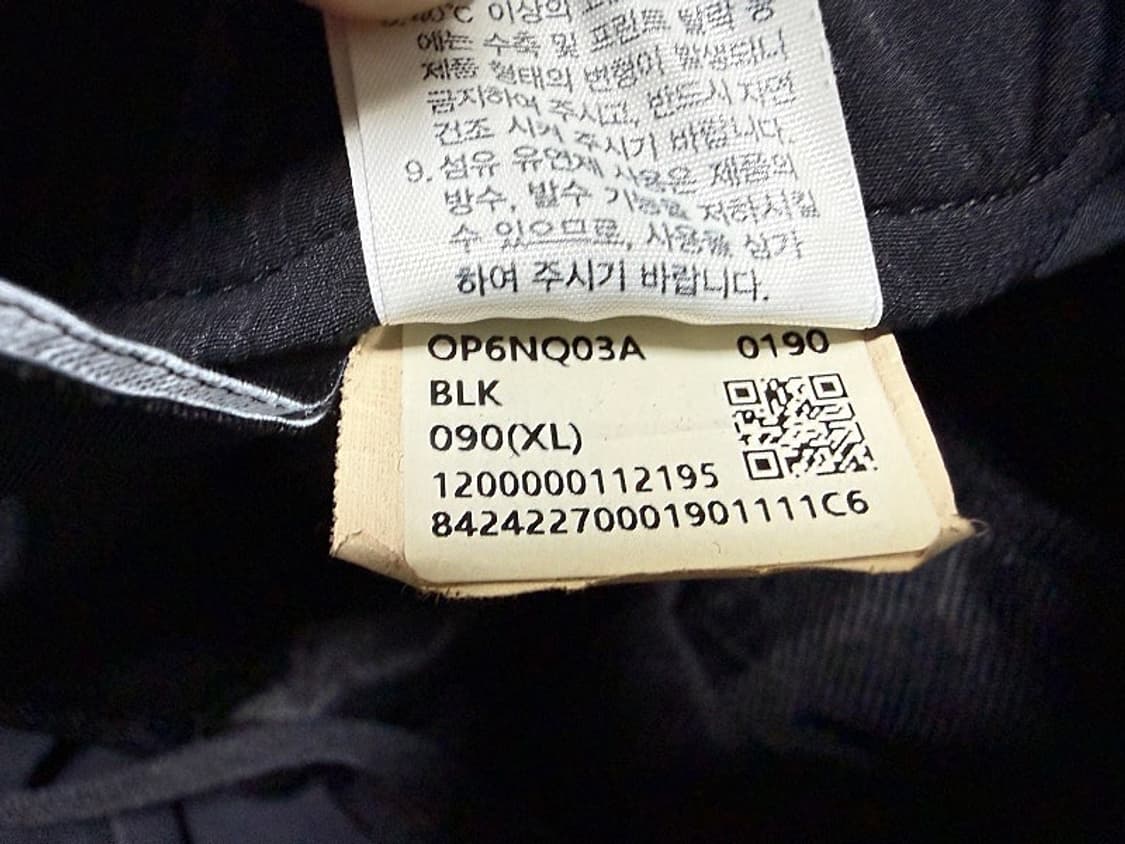 40℃ 이상의
에는 수축 및 프린트 탈락 등
제품 형태의 변형이 발생되니
금지하여 주시고, 반드시 자연
건조 시켜 주시기 바랍니다.
9. 섬유 유연제 사용은 제품의
방수, 발수 기능을 저하시킬
수 있으므로, 사용을 삼가
하여 주시기 바랍니다.
OP6NQ03A 0190
BLK
090(XL)
1200000112195
84242270001901111C6